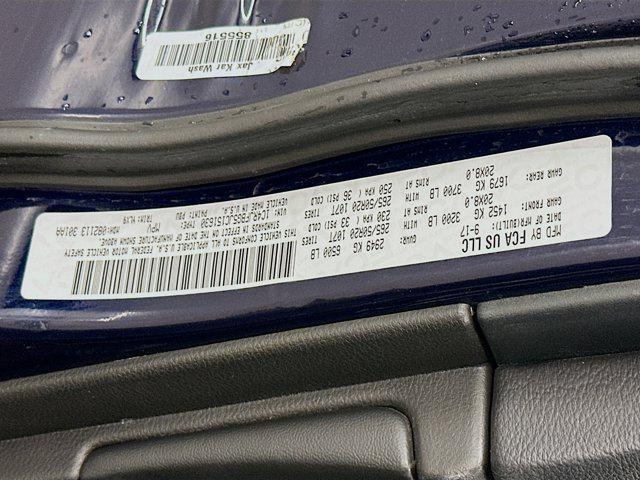 Jax Kar Wash
855516
MFD BY FCA US LLC
DATE OF MFR(BUILT): 9-17
GVWR: 2949 KG 6500 LB
GAWR FRONT: 1452 KG 3200 LB WITH
20X8.0 RIMS AT 265/50R20 107T TIRES
230 KPA ( 33 PSI) COLD
GAWR REAR: 1679 KG 3700 LB WITH
20X8.0 RIMS AT 265/50R20 107T TIRES
250 KPA ( 36 PSI) COLD
THIS VEHICLE CONFORMS TO ALL APPLICABLE U.S.A. FEDERAL MOTOR VEHICLE SAFETY
STANDARDS IN EFFECT ON THE DATE OF MANUFACTURE SHOWN ABOVE.
TYPE: MPV
VEHICLE MADE IN U.S.A. PAINT: PBU TRIM: HLX9
MDH:082113 301AA